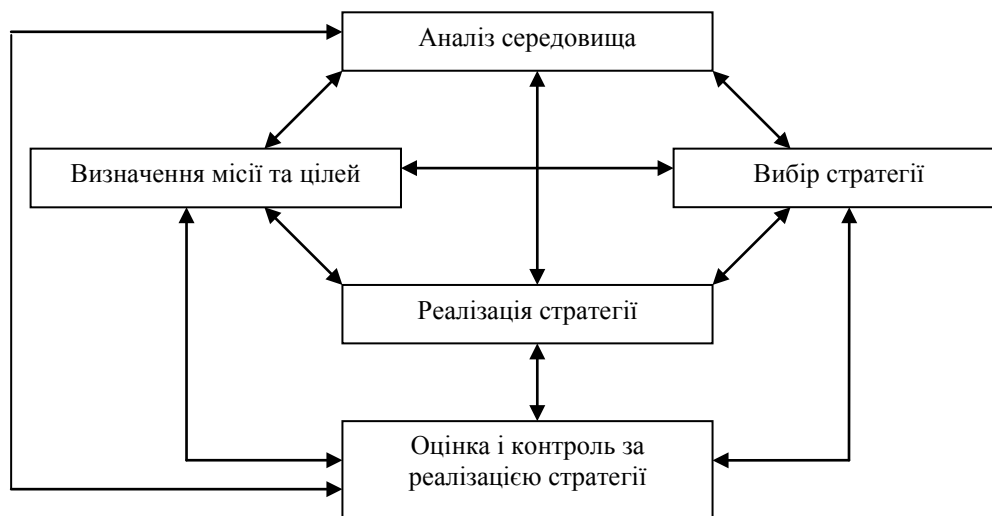 Аналіз середовища
Визначення місії та цілей
Вибір стратегії
Реалізація стратегії
Оцінка і контроль за
реалізацією стратегії